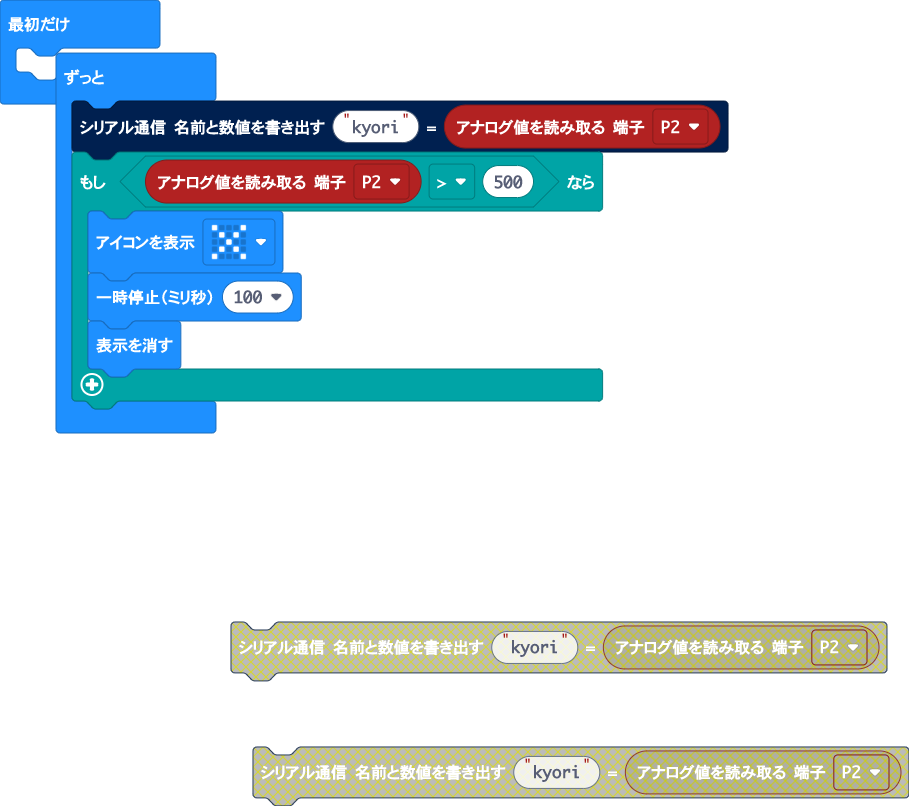 最初だけ
ずっと
シリアル通信 名前と数値を書き出す "kyori" = アナログ値を読み取る 端子 P2
もし アナログ値を読み取る 端子 P2 > 500 なら
アイコンを表示
一時停止(ミリ秒) 100
表示を消す
シリアル通信 名前と数値を書き出す "kyori" = アナログ値を読み取る 端子 P2
シリアル通信 名前と数値を書き出す "kyori" = アナログ値を読み取る 端子 P2